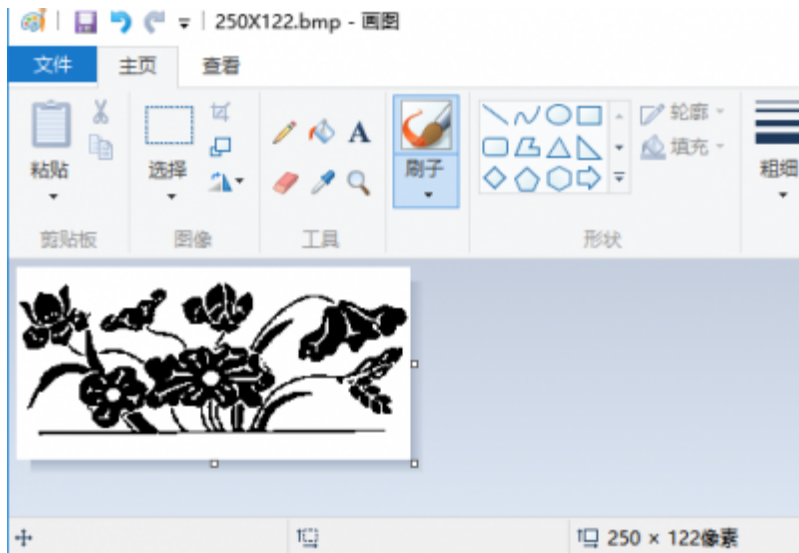 250X122.bmp - 画图
文件 主页 查看
粘贴 选择 A 刷子 轮廓 填充 粗细
剪贴板 图像 工具 形状
250 × 122像素